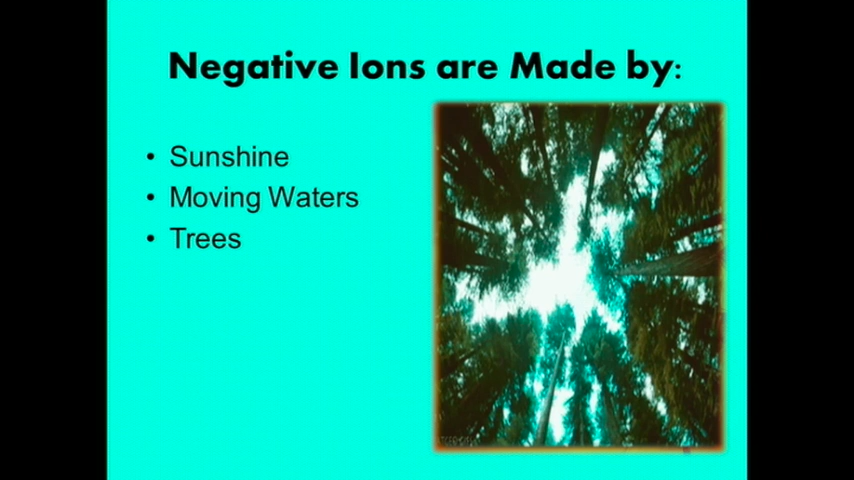 Negative Ions are Made by:
• Sunshine
• Moving Waters
• Trees